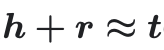 h + r ≈ t